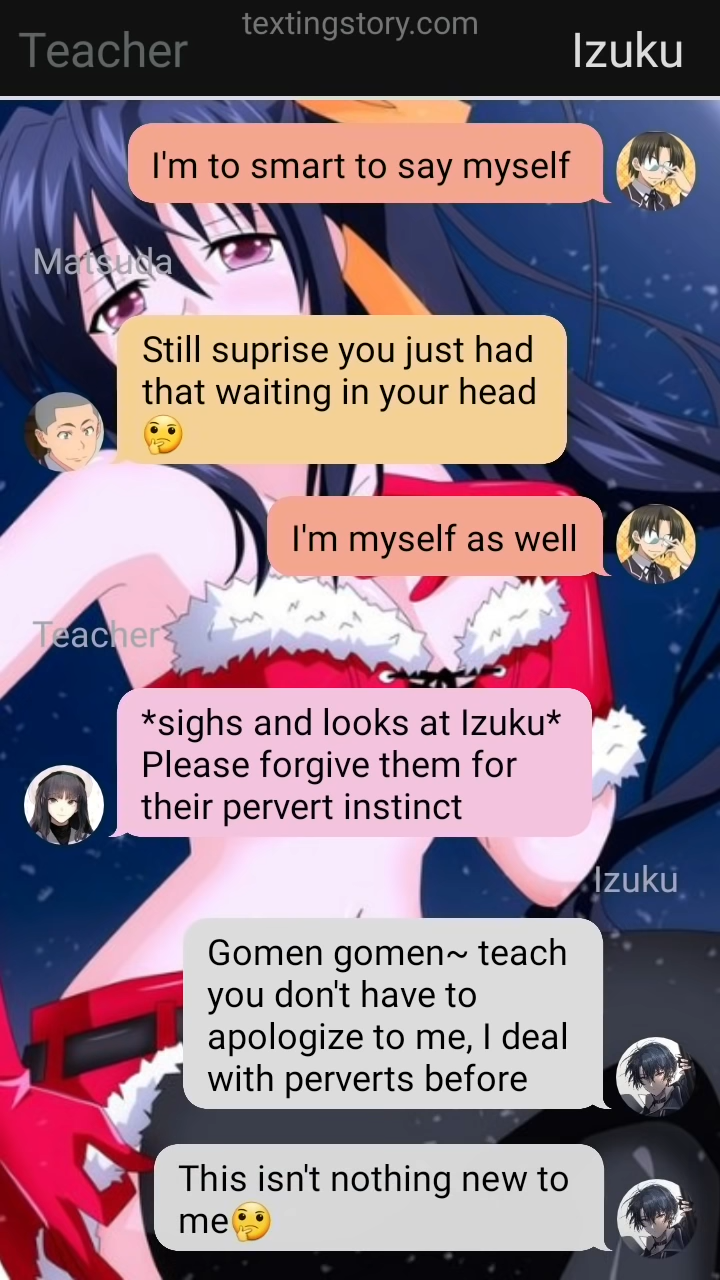 textingstory.com
Teacher
Izuku
I'm to smart to say myself
Matsuda
Still suprise you just had
that waiting in your head
🤔
I'm myself as well
Teacher
*sighs and looks at Izuku*
Please forgive them for
their pervert instinct
Izuku
Gomen gomen~ teach
you don't have to
apologize to me, I deal
with perverts before
This isn't nothing new to
me🤔